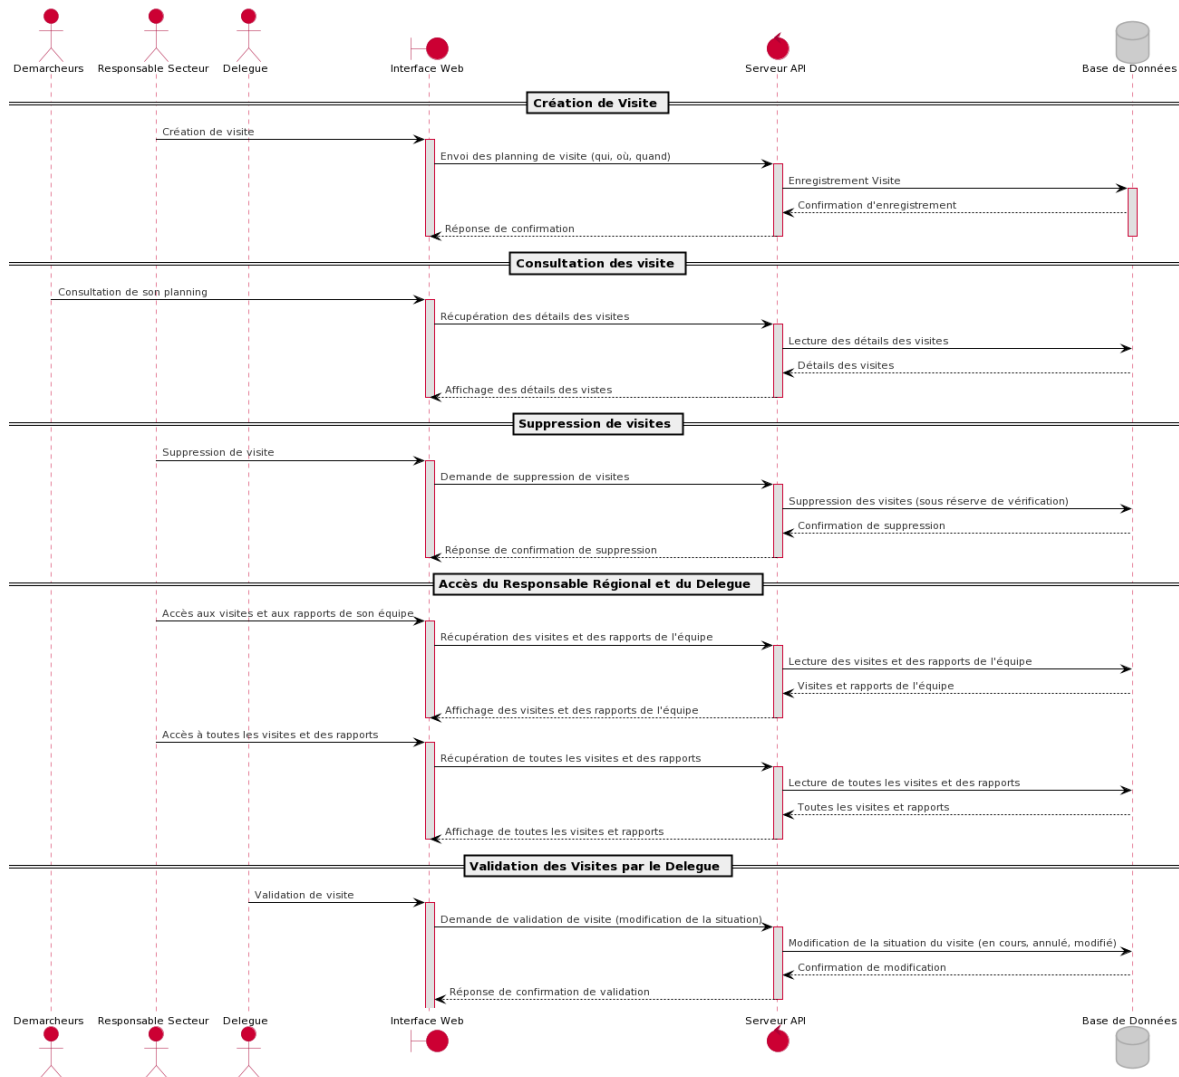 Demarcheurs
Responsable Secteur
Delegue
Interface Web
Serveur API
Base de Données
Création de Visite
Création de visite
Envoi des planning de visite (qui, où, quand)
Enregistrement Visite
Confirmation d'enregistrement
Réponse de confirmation
Consultation des visite
Consultation de son planning
Récupération des détails des visites
Lecture des détails des visites
Détails des visites
Affichage des détails des vistes
Suppression de visites
Suppression de visite
Demande de suppression de visites
Suppression des visites (sous réserve de vérification)
Confirmation de suppression
Réponse de confirmation de suppression
Accès du Responsable Régional et du Delegue
Accès aux visites et aux rapports de son équipe
Récupération des visites et des rapports de l'équipe
Lecture des visites et des rapports de l'équipe
Visites et rapports de l'équipe
Affichage des visites et des rapports de l'équipe
Accès à toutes les visites et des rapports
Récupération de toutes les visites et des rapports
Lecture de toutes les visites et des rapports
Toutes les visites et rapports
Affichage de toutes les visites et rapports
Validation des Visites par le Delegue
Validation de visite
Demande de validation de visite (modification de la situation)
Modification de la situation du visite (en cours, annulé, modifié)
Confirmation de modification
Réponse de confirmation de validation
Demarcheurs
Responsable Secteur
Delegue
Interface Web
Serveur API
Base de Données